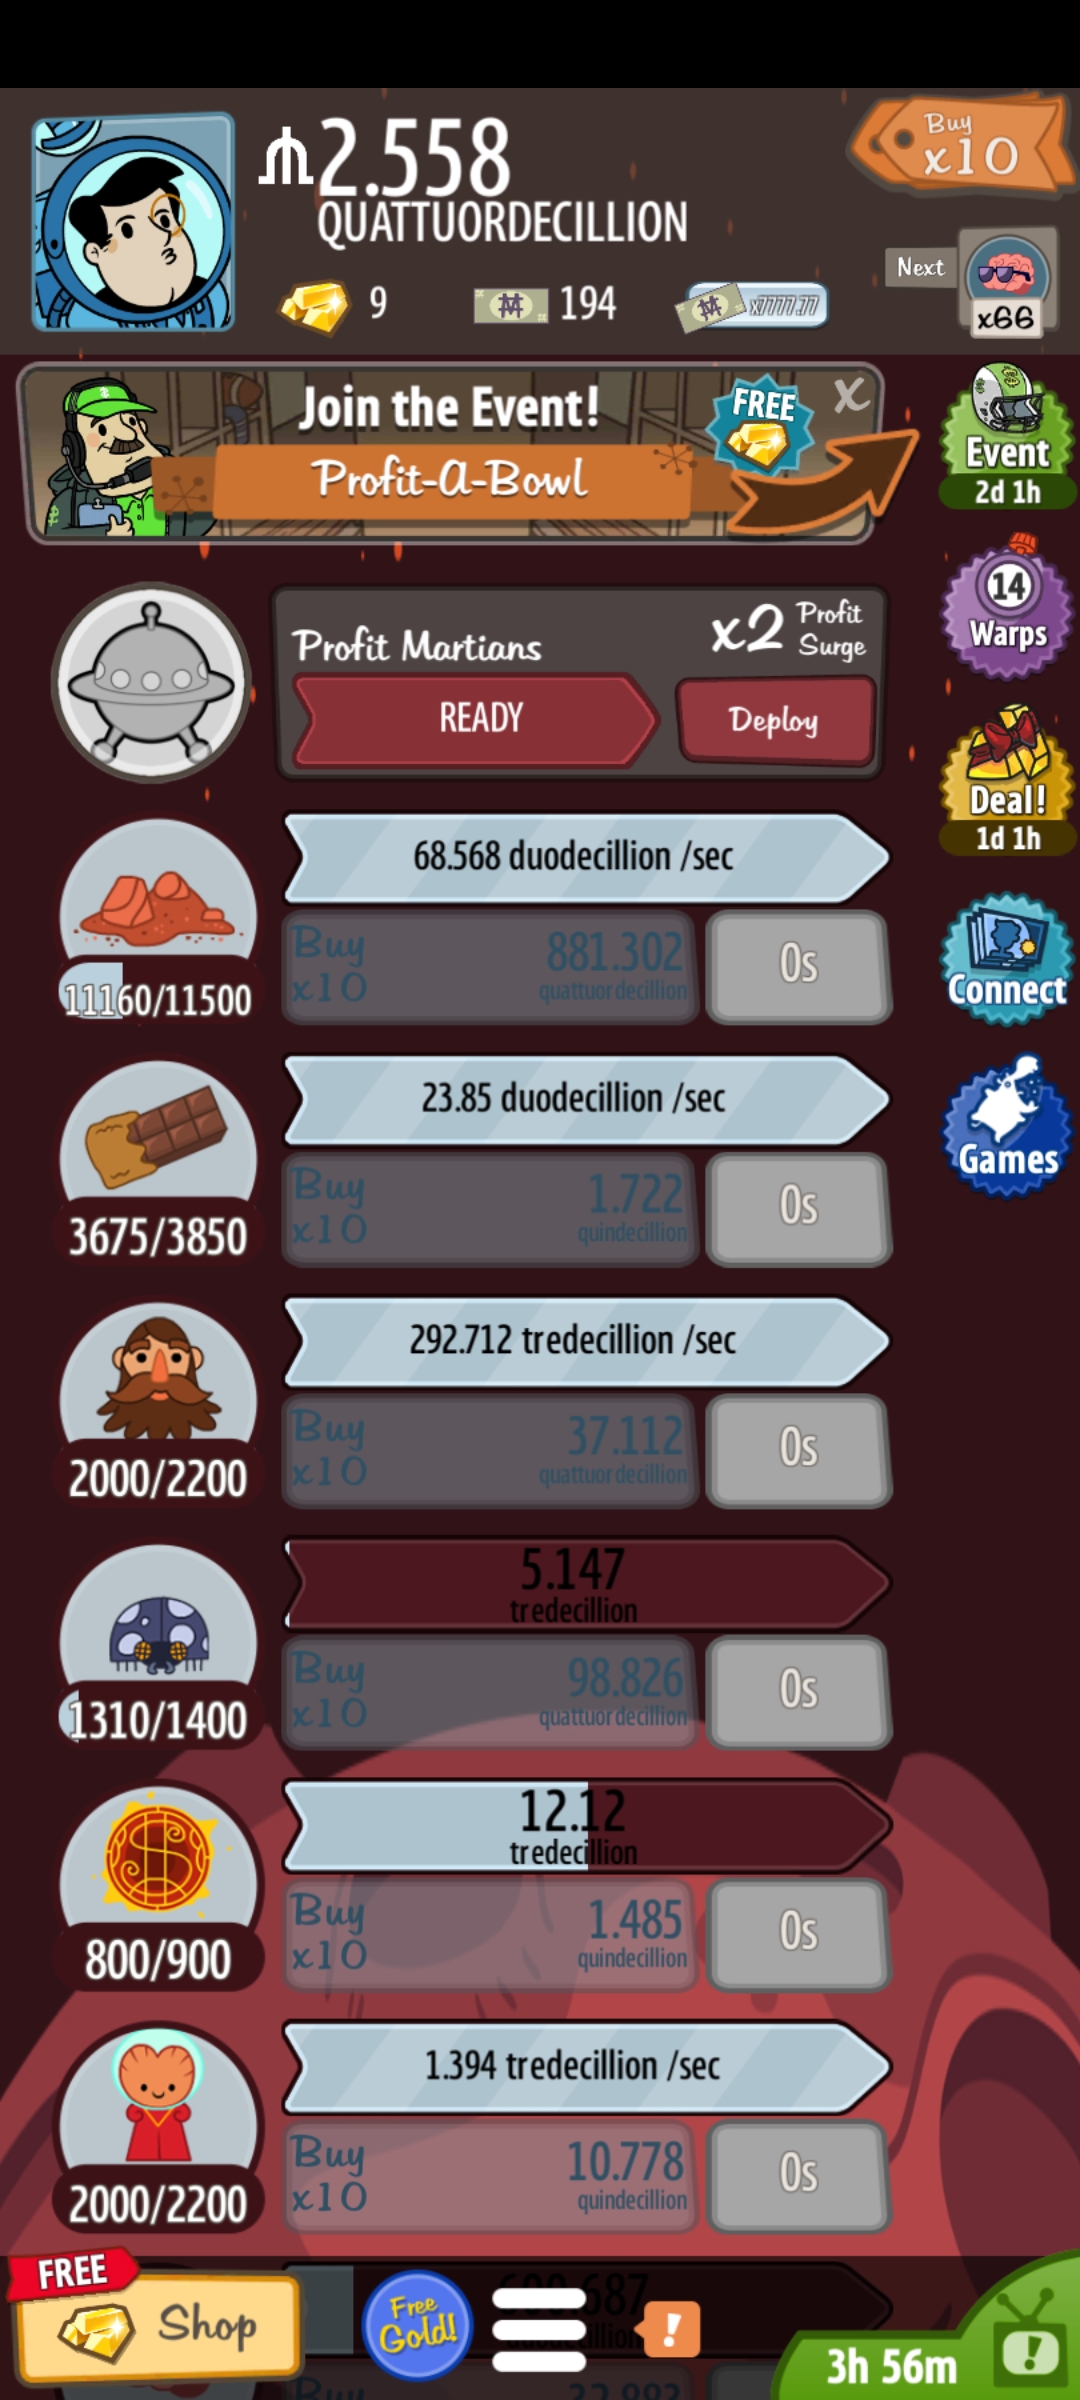 2.558
QUATTUORDECILLION
Buy
x10
9
194
x7777.77
Next
x66
Join the Event!
Profit-A-Bowl
FREE
X
Event
2d 1h
14
Warps
Profit Martians
x2 Profit Surge
READY
Deploy
Deal!
1d 1h
68.568 duodecillion /sec
Buy x10
881.302
quattuordecillion
0s
11160/11500
Connect
23.85 duodecillion /sec
Buy x10
1.722
quindecillion
0s
3675/3850
Games
292.712 tredecillion /sec
Buy x10
37.112
quattuordecillion
0s
2000/2200
5.147
tredecillion
Buy x10
98.826
quattuordecillion
0s
1310/1400
12.12
tredecillion
Buy x10
1.485
quindecillion
0s
800/900
1.394 tredecillion /sec
Buy x10
10.778
quindecillion
0s
2000/2200
FREE
Shop
Free
Gold!
!
3h 56m
!
Buy